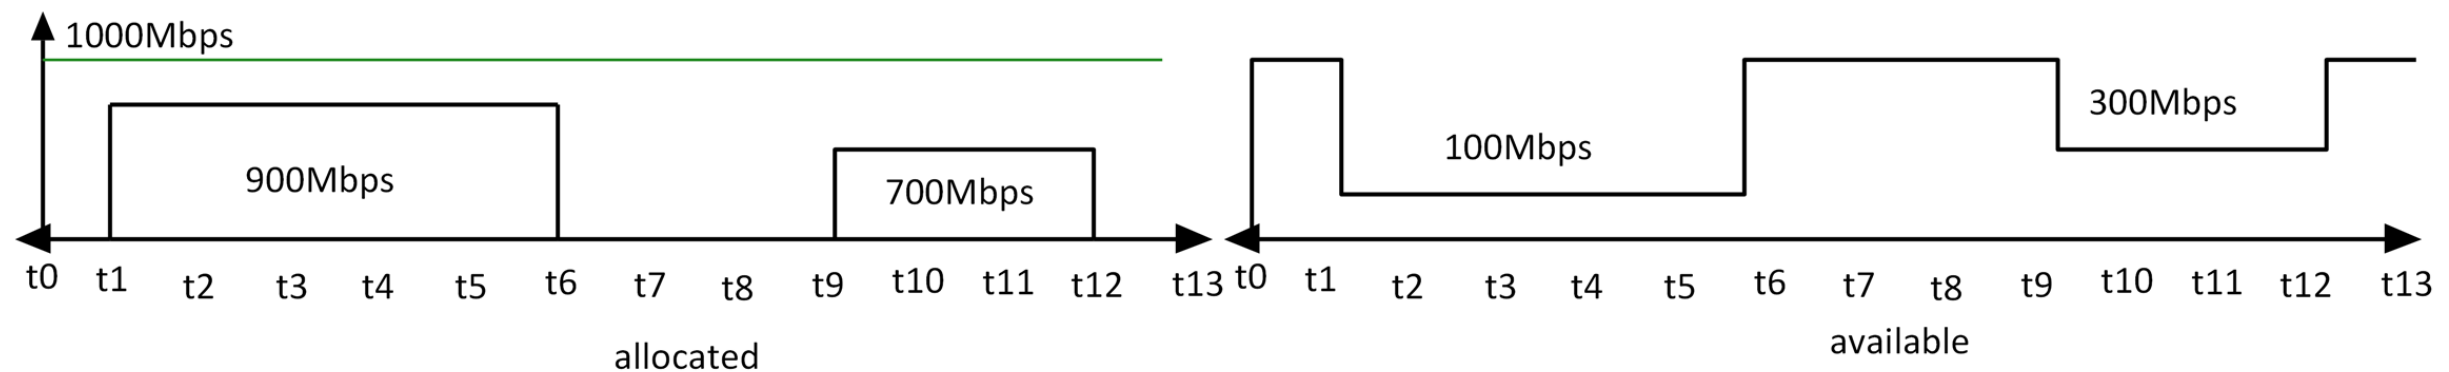 1000Mbps
900Mbps
700Mbps
t0 t1 t2 t3 t4 t5 t6 t7 t8 t9 t10 t11 t12 t13
allocated
100Mbps
300Mbps
t0 t1 t2 t3 t4 t5 t6 t7 t8 t9 t10 t11 t12 t13
available